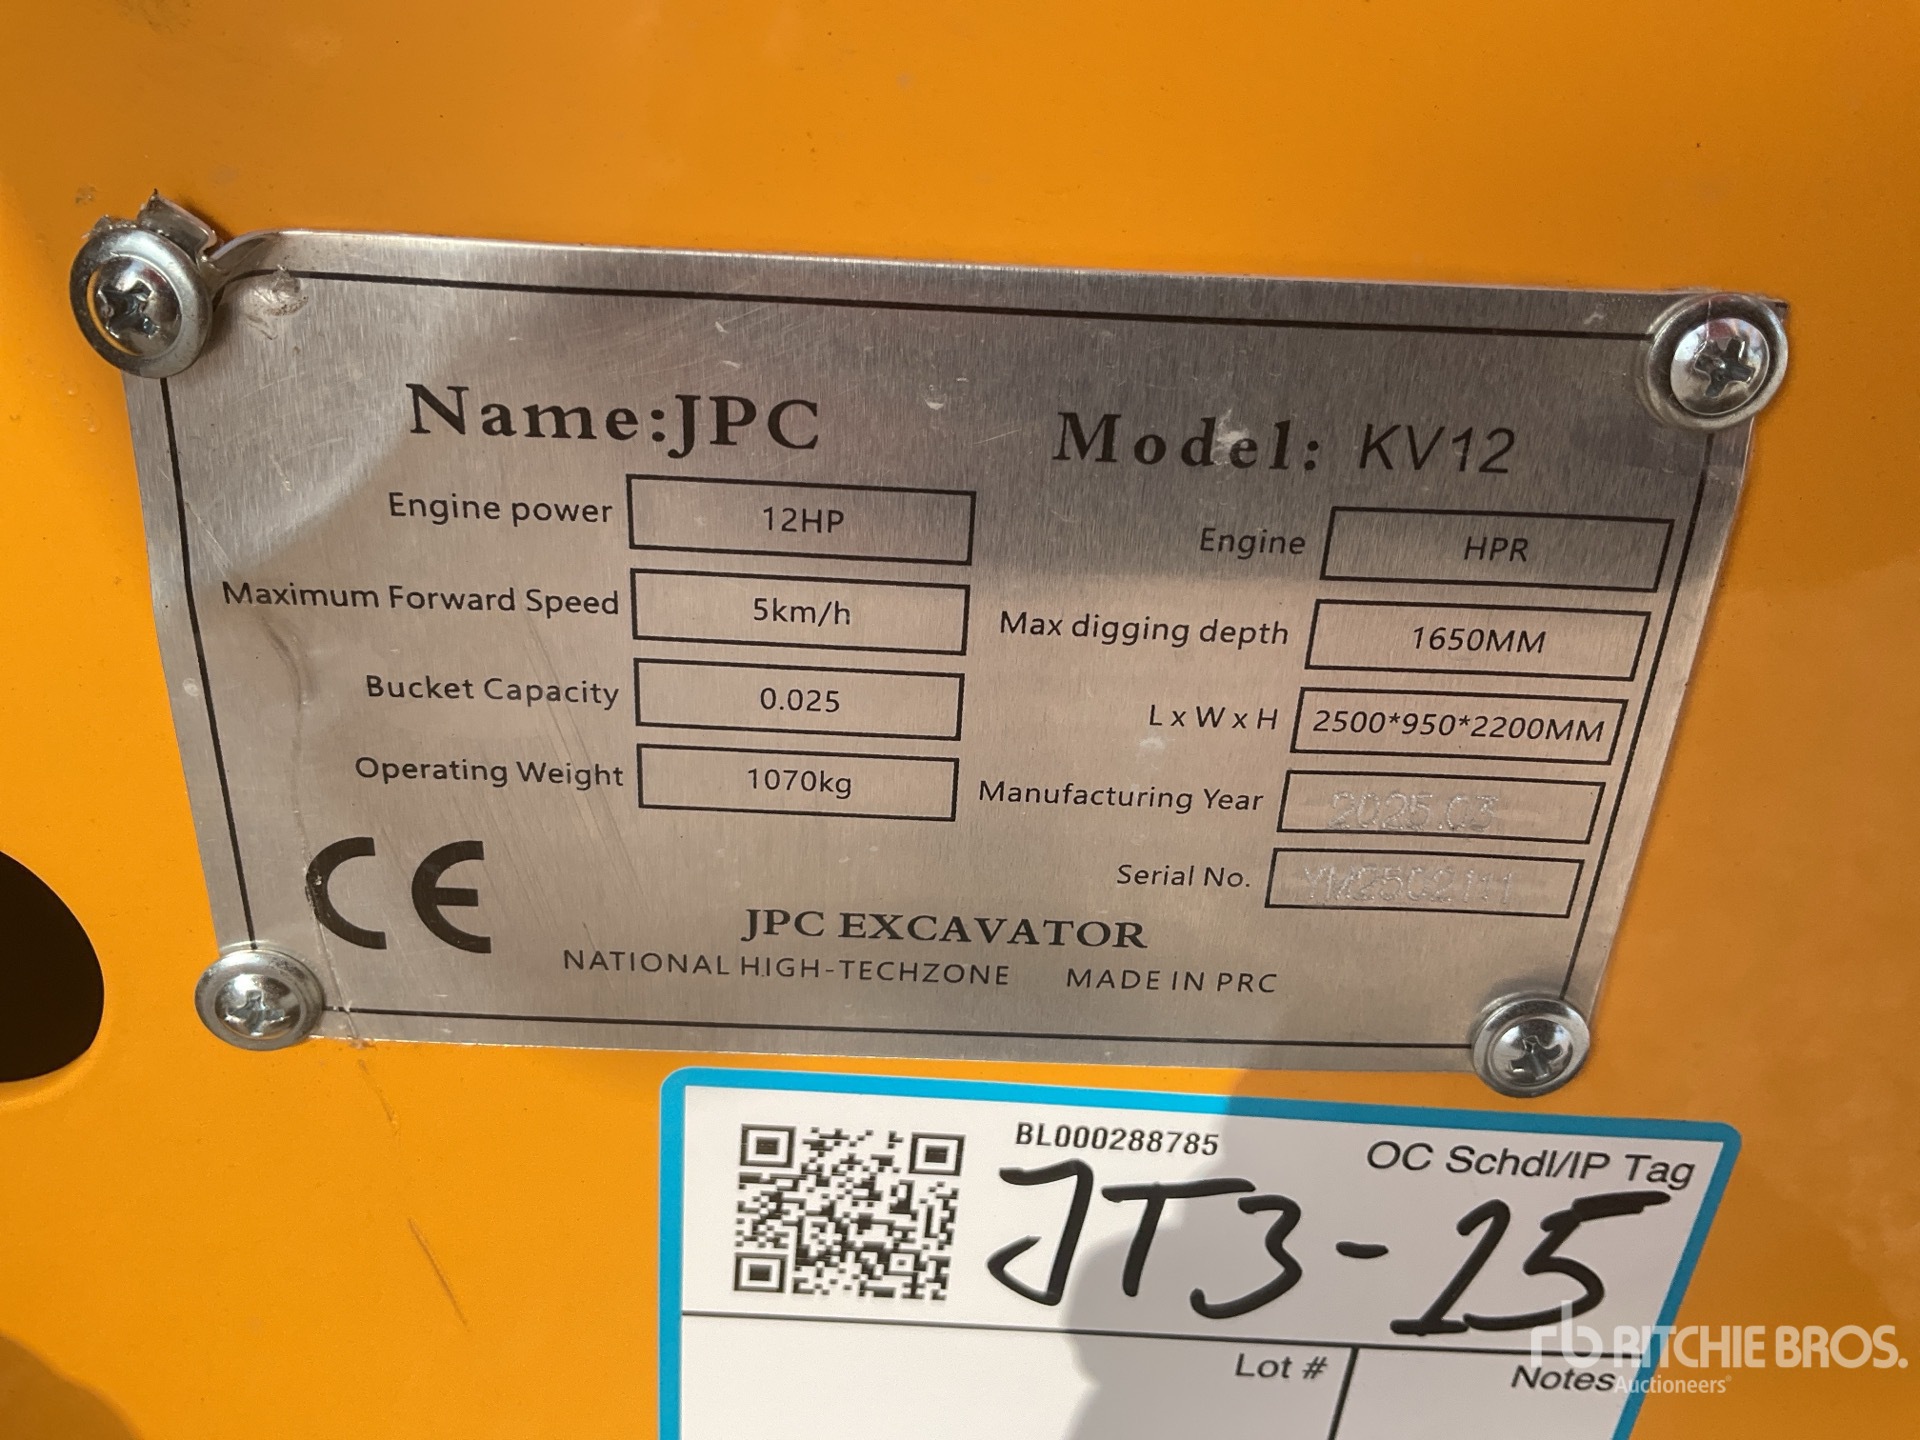 Name:JPC
Model: KV12
Engine power 12HP
Engine HPR
Maximum Forward Speed 5km/h
Max digging depth 1650MM
Bucket Capacity 0.025
L x W x H 2500*950*2200MM
Operating Weight 1070kg
Manufacturing Year 2025.03
Serial No.
CE
JPC EXCAVATOR
NATIONAL HIGH-TECHZONE MADE IN PRC
BL000288785
OC Schdl/IP Tag
JT3-15
Lot #
Notes
rb RITCHIE BROS.
Auctioneers